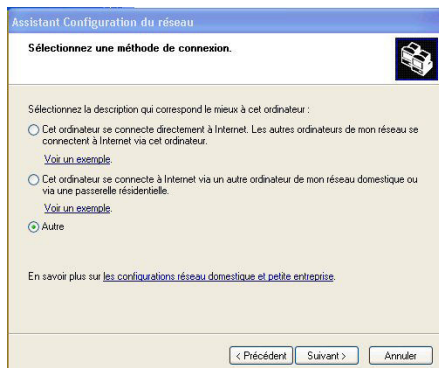 Assistant Configuration du réseau
Sélectionnez une méthode de connexion.
Sélectionnez la description qui correspond le mieux à cet ordinateur :
Cet ordinateur se connecte directement à Internet. Les autres ordinateurs de mon réseau se
connectent à Internet via cet ordinateur.
Voir un exemple.
Cet ordinateur se connecte à Internet via un autre ordinateur de mon réseau domestique ou
via une passerelle résidentielle.
Voir un exemple.
Autre
En savoir plus sur les configurations réseau domestique et petite entreprise.
< Précédent Suivant > Annuler